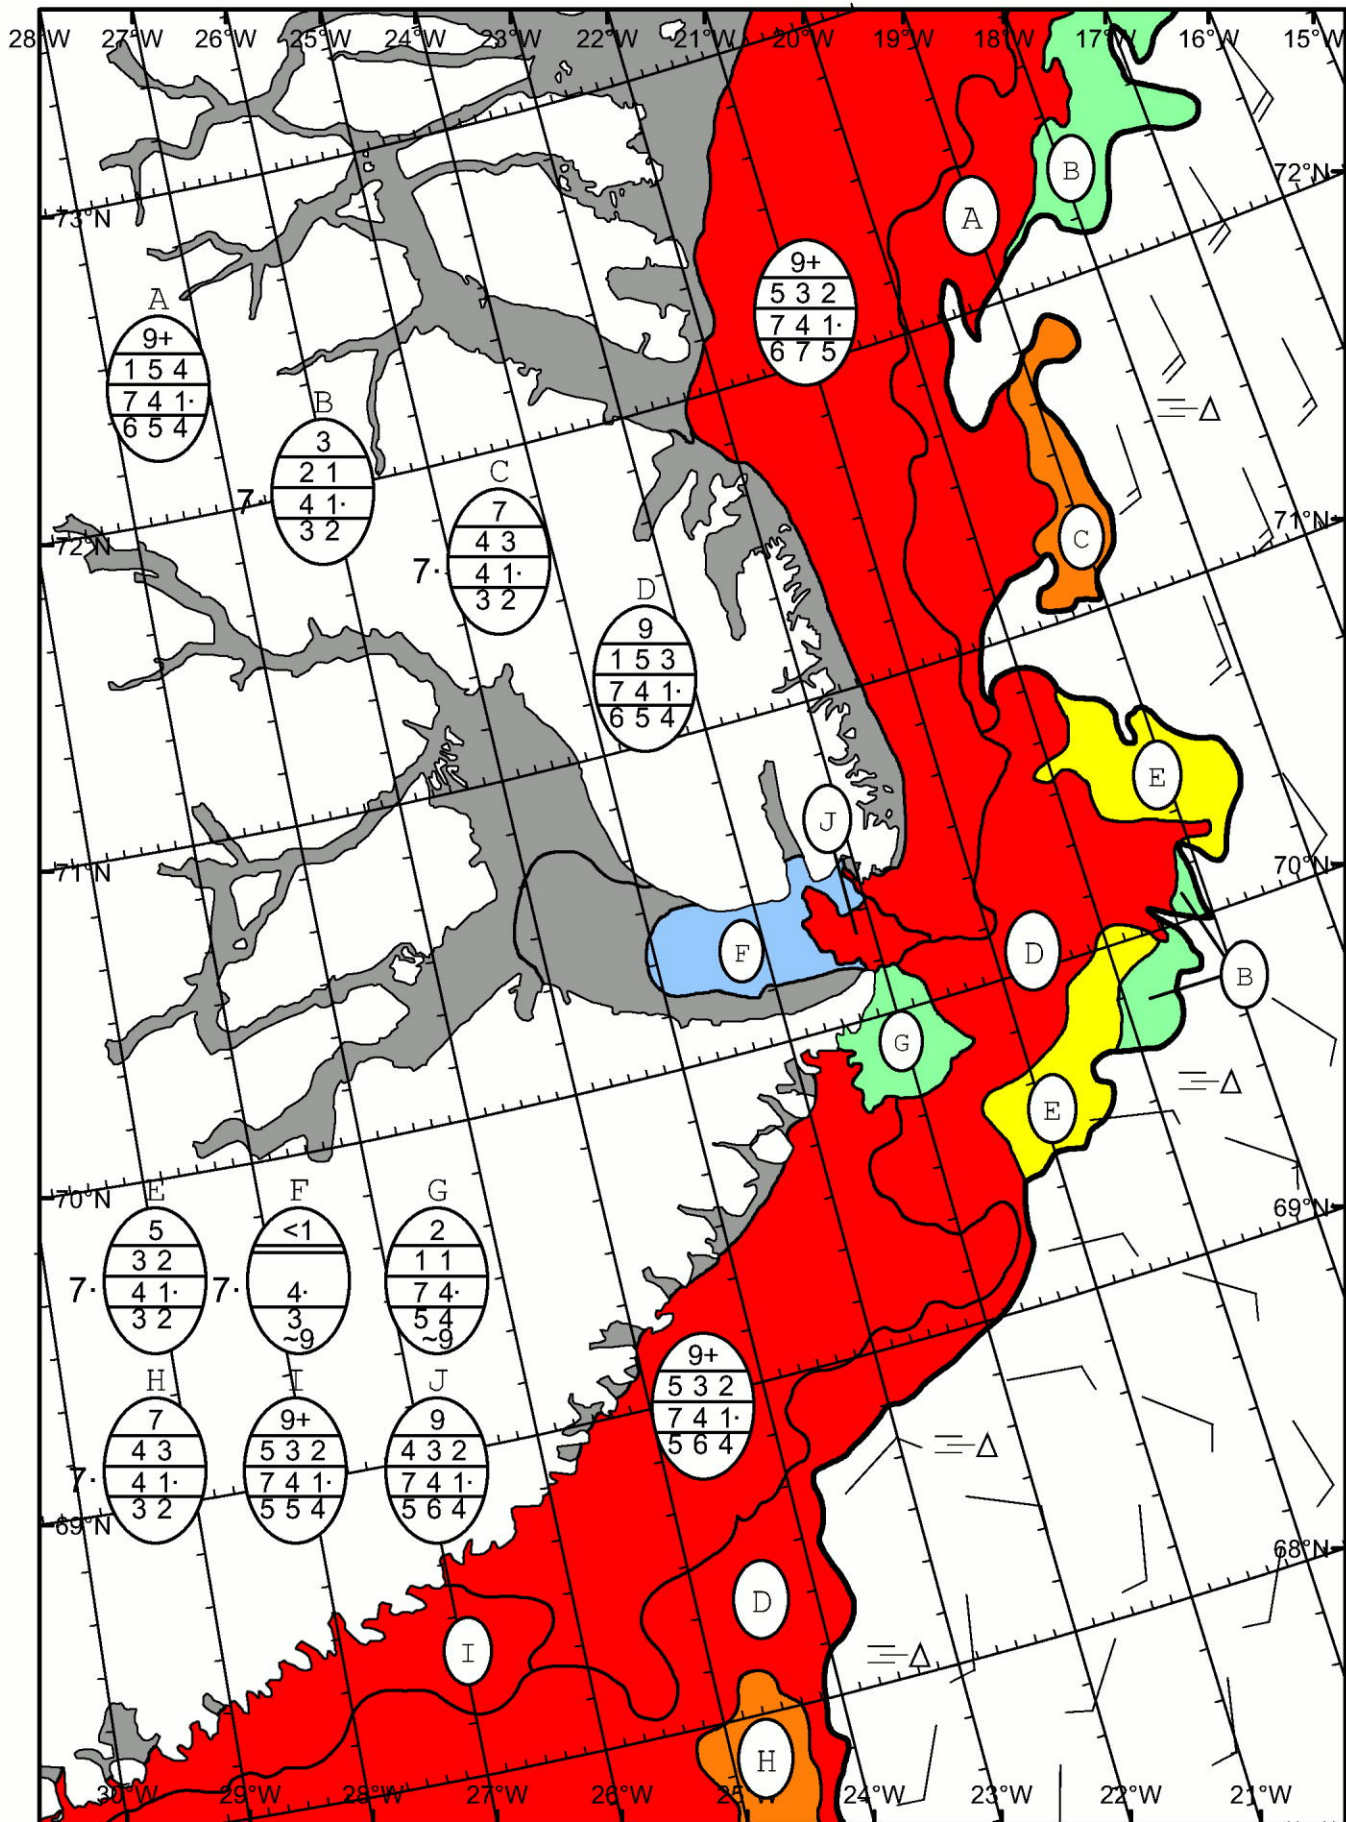 28°W 27°W 26°W 25°W 24°W 23°W 22°W 21°W 20°W 19°W 18°W 17°W 16°W 15°W
72°N
73°N
B
A
9+
5 3 2
7 4 1·
6 7 5
A
9+
1 5 4
7 4 1·
6 5 4
B
3
2 1
7· 4 1·
3 2
C
7
4 3
7· 4 1·
3 2
D
9
1 5 3
7 4 1·
6 5 4
72°N
71°N
C
E
J
71°N
70°N
F
D
B
G
E
70°N
69°N
E
5
3 2
7· 4 1·
3 2
F
<1
7· 4·
3
~9
G
2
1 1
7 4·
5 4
~9
H
7
4 3
7· 4 1·
3 2
I
9+
5 3 2
7 4 1·
5 5 4
J
9
4 3 2
7 4 1·
5 6 4
9+
5 3 2
7 4 1·
5 6 4
69°N
68°N
D
I
H
30°W 29°W 28°W 27°W 26°W 25°W 24°W 23°W 22°W 21°W